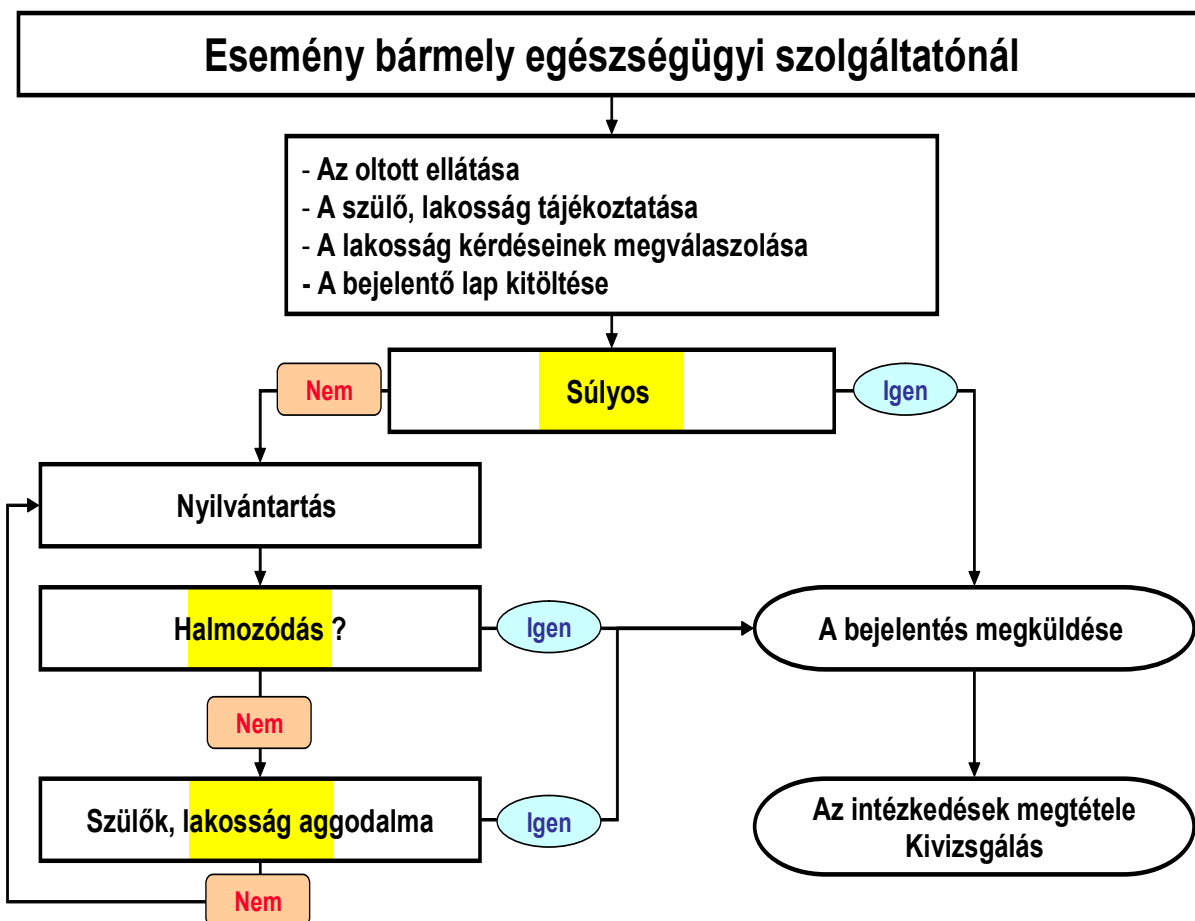 Esemény bármely egészségügyi szolgáltatónál
- Az oltott ellátása
- A szülő, lakosság tájékoztatása
- A lakosság kérdéseinek megválaszolása
- A bejelentő lap kitöltése
Nem
Súlyos
Igen
Nyilvántartás
Halmozódás ?
Igen
A bejelentés megküldése
Nem
Szülők, lakosság aggodalma
Igen
Az intézkedések megtétele
Kivizsgálás
Nem